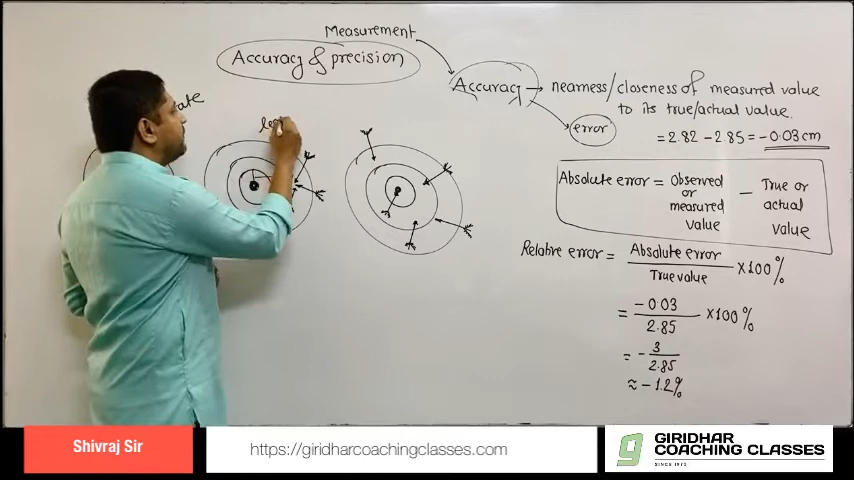 Measurement
Accuracy & precision
Accuracy → nearness/closeness of measured value
to its true/actual value.
error
= 2.82 - 2.85 = -0.03 cm
Absolute error = Observed or measured value - True or actual value
Relative error = Absolute error / True value × 100%
= -0.03 / 2.85 × 100%
= - 3 / 2.85
≈ -1.2%
Shivraj Sir
https://giridharcoachingclasses.com
GIRIDHAR
COACHING CLASSES
SINCE 1972